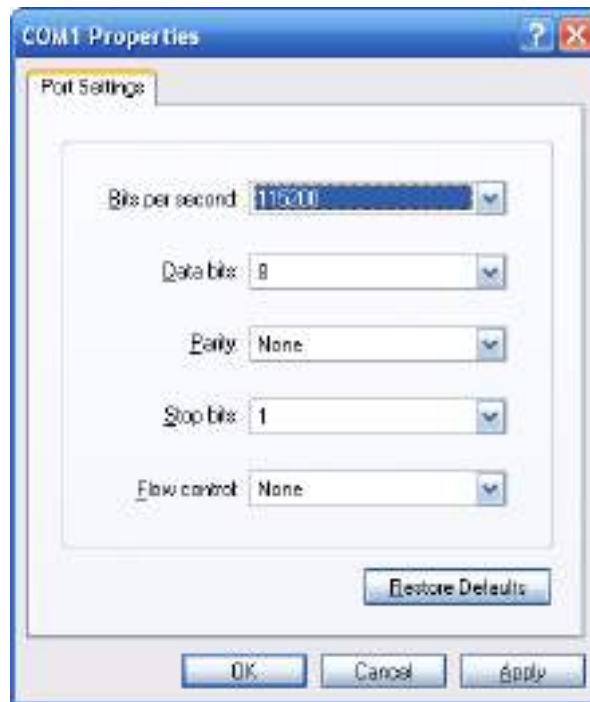 COM1 Properties
Port Settings
Bits per second: 115200
Data bits: 8
Parity: None
Stop bits: 1
Flow control: None
Restore Defaults
OK Cancel Apply